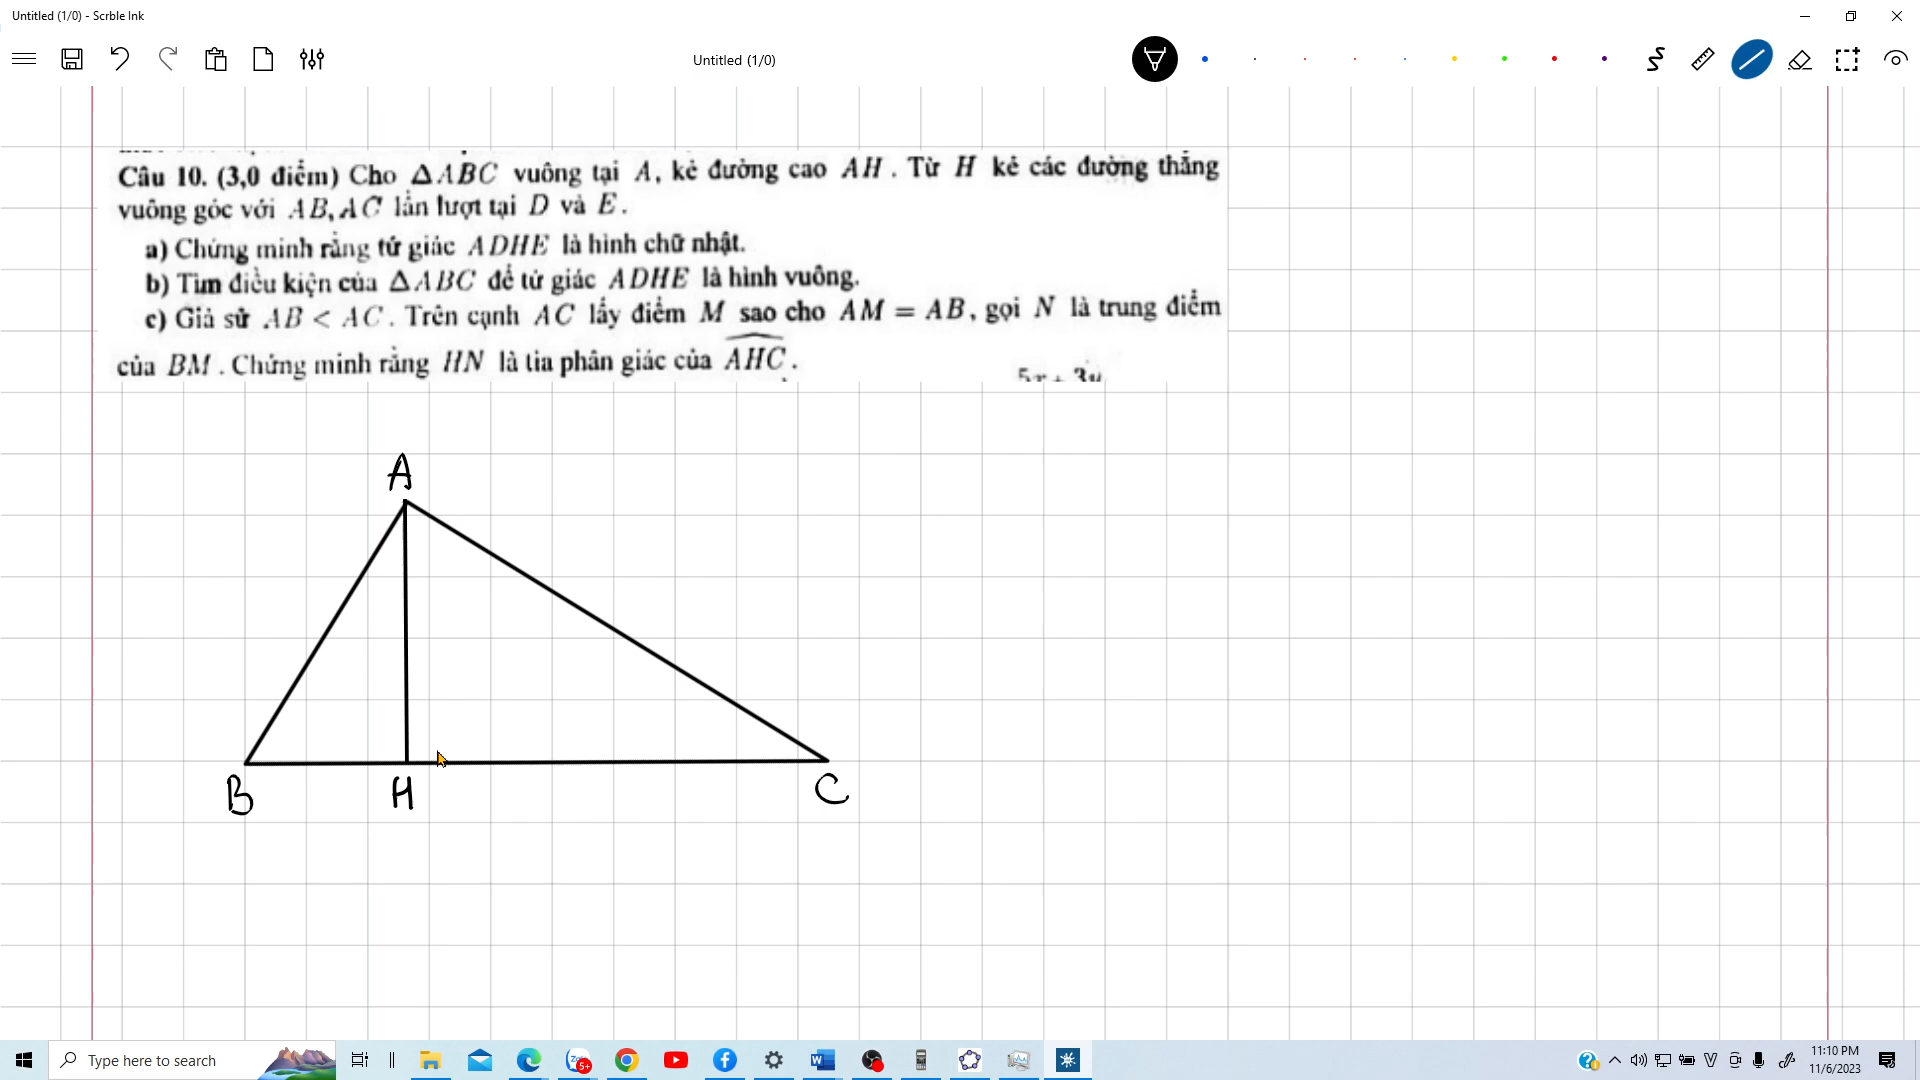 Untitled (1/0) - Scrble Ink
Untitled (1/0)
Câu 10. (3,0 điểm) Cho ΔABC vuông tại A, kẻ đường cao AH. Từ H kẻ các đường thẳng
vuông góc với AB, AC lần lượt tại D và E.
a) Chứng minh rằng tứ giác ADHE là hình chữ nhật.
b) Tìm điều kiện của ΔABC để tứ giác ADHE là hình vuông.
c) Giả sử AB < AC. Trên cạnh AC lấy điểm M sao cho AM = AB, gọi N là trung điểm
của BM. Chứng minh rằng HN là tia phân giác của AHC.
A
B
H
C
Type here to search
5+
11:10 PM
11/6/2023